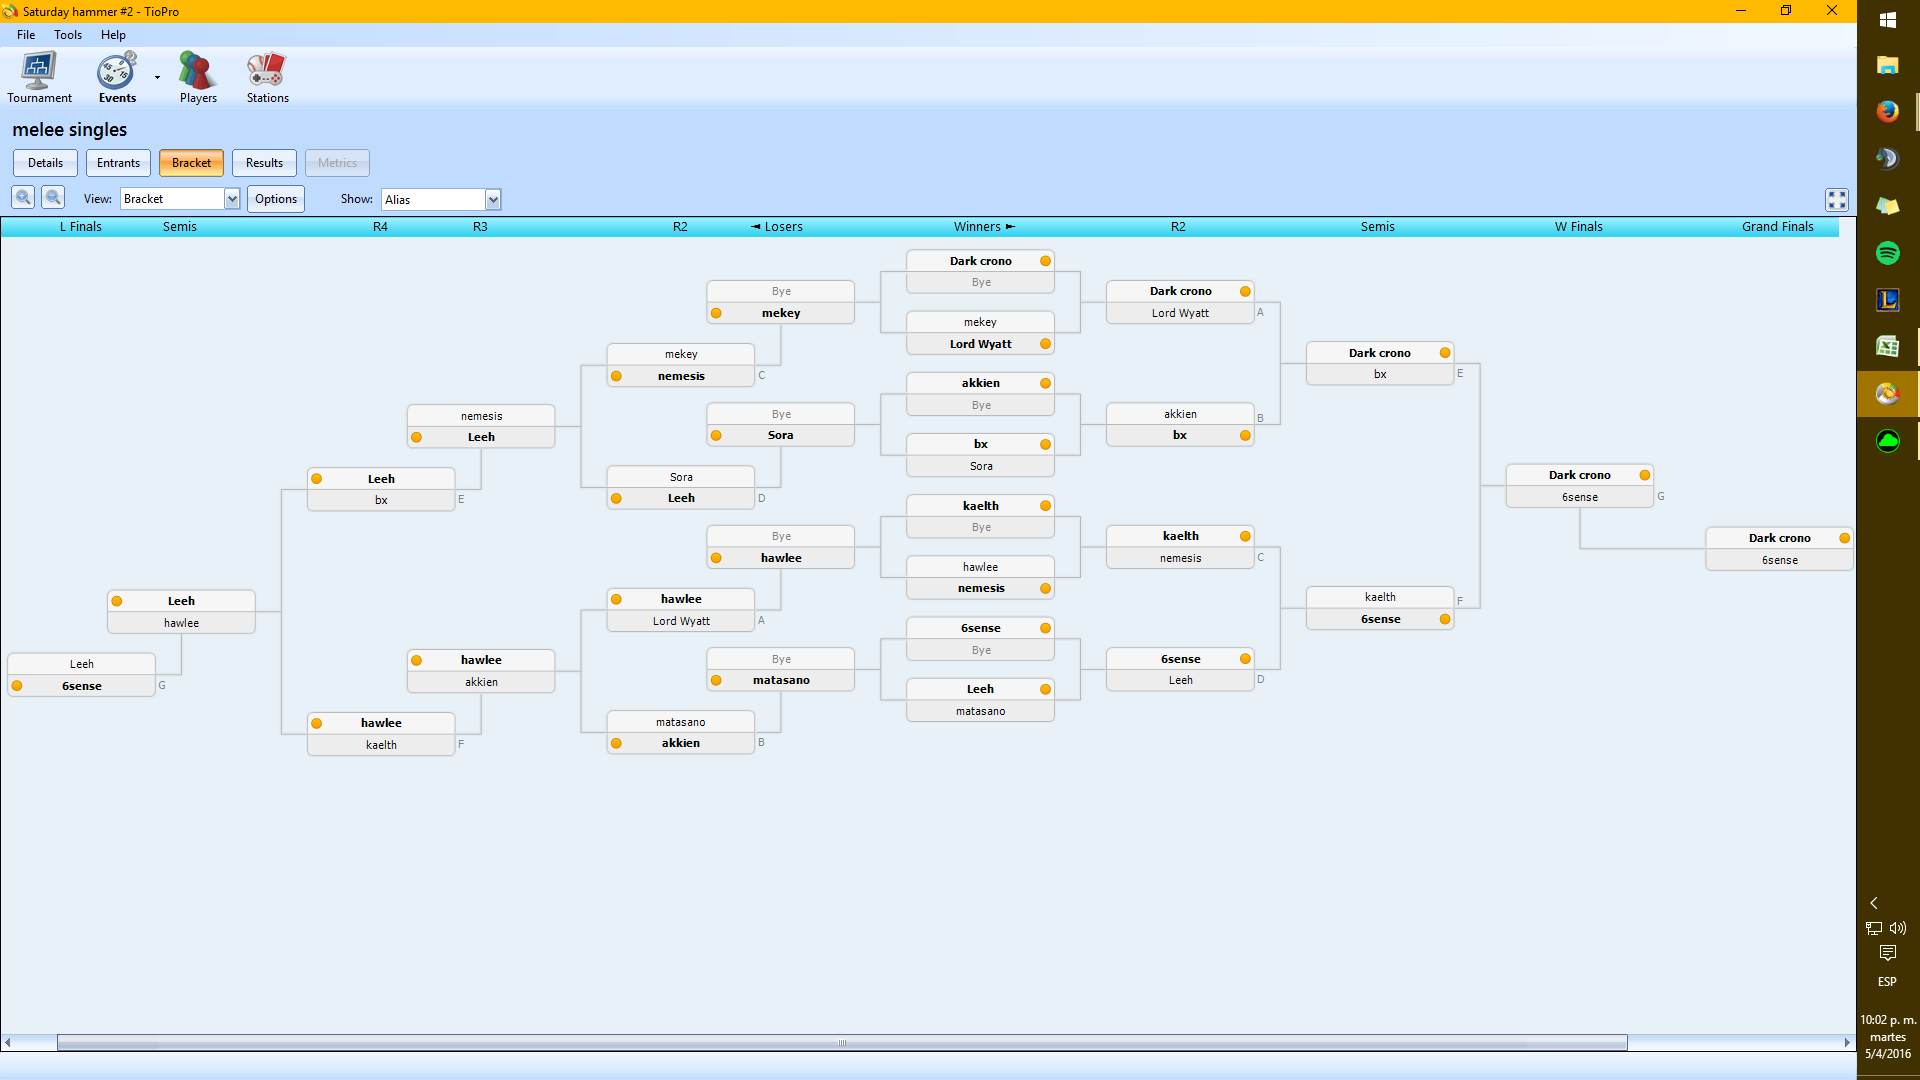 Saturday hammer #2 - TioPro
File Tools Help
Tournament Events Players Stations
melee singles
Details Entrants Bracket Results Metrics
View: Bracket Options Show: Alias
L Finals Semis R4 R3 R2 ◄ Losers Winners ► R2 Semis W Finals Grand Finals
Leeh
6sense
G
Leeh
hawlee
Leeh
bx
E
hawlee
kaelth
F
nemesis
Leeh
hawlee
akkien
mekey
nemesis
C
Sora
Leeh
D
hawlee
Lord Wyatt
A
matasano
akkien
B
Bye
mekey
Bye
Sora
Bye
hawlee
Bye
matasano
Dark crono
Bye
mekey
Lord Wyatt
akkien
Bye
bx
Sora
kaelth
Bye
hawlee
nemesis
6sense
Bye
Leeh
matasano
Dark crono
Lord Wyatt
A
akkien
bx
B
kaelth
nemesis
C
6sense
Leeh
D
Dark crono
bx
E
kaelth
6sense
F
Dark crono
6sense
G
Dark crono
6sense
ESP
10:02 p. m.
martes
5/4/2016